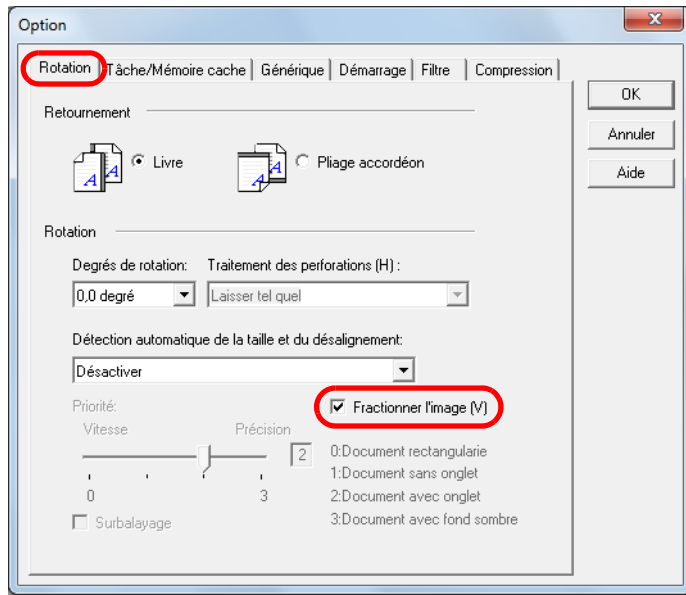 Option
Rotation Tâche/Mémoire cache Générique Démarrage Filtre Compression
OK
Annuler
Aide
Retournement
A A Livre A Pliage accordéon
Rotation
Degrés de rotation: Traitement des perforations (H) :
0,0 degré Laisser tel quel
Détection automatique de la taille et du désalignement:
Désactiver
Priorité: Fractionner l'image (V)
Vitesse Précision
2
0 3
Surbalayage
0:Document rectangularie
1:Document sans onglet
2:Document avec onglet
3:Document avec fond sombre